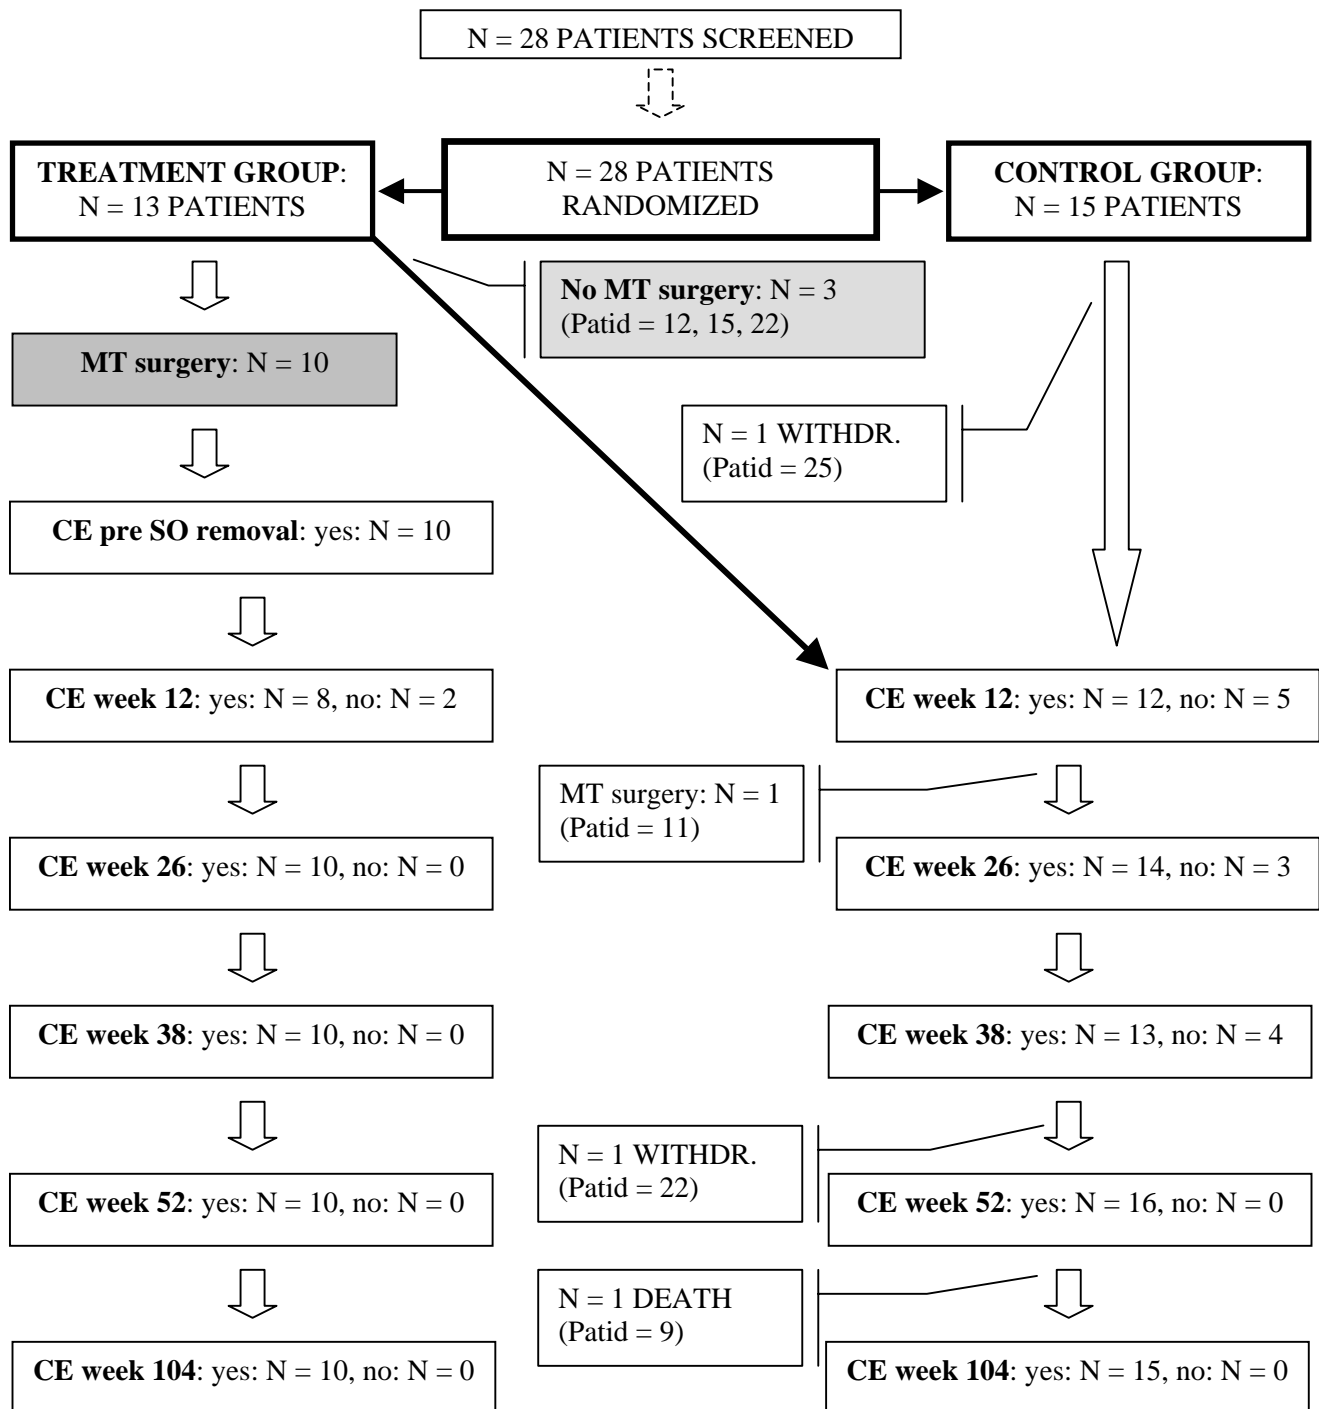 N = 28 PATIENTS SCREENED
TREATMENT GROUP:
N = 13 PATIENTS
N = 28 PATIENTS
RANDOMIZED
CONTROL GROUP:
N = 15 PATIENTS
No MT surgery: N = 3
(Patid = 12, 15, 22)
MT surgery: N = 10
N = 1 WITHDR.
(Patid = 25)
CE pre SO removal: yes: N = 10
CE week 12: yes: N = 8, no: N = 2
CE week 12: yes: N = 12, no: N = 5
MT surgery: N = 1
(Patid = 11)
CE week 26: yes: N = 10, no: N = 0
CE week 26: yes: N = 14, no: N = 3
CE week 38: yes: N = 10, no: N = 0
CE week 38: yes: N = 13, no: N = 4
N = 1 WITHDR.
(Patid = 22)
CE week 52: yes: N = 10, no: N = 0
CE week 52: yes: N = 16, no: N = 0
N = 1 DEATH
(Patid = 9)
CE week 104: yes: N = 10, no: N = 0
CE week 104: yes: N = 15, no: N = 0